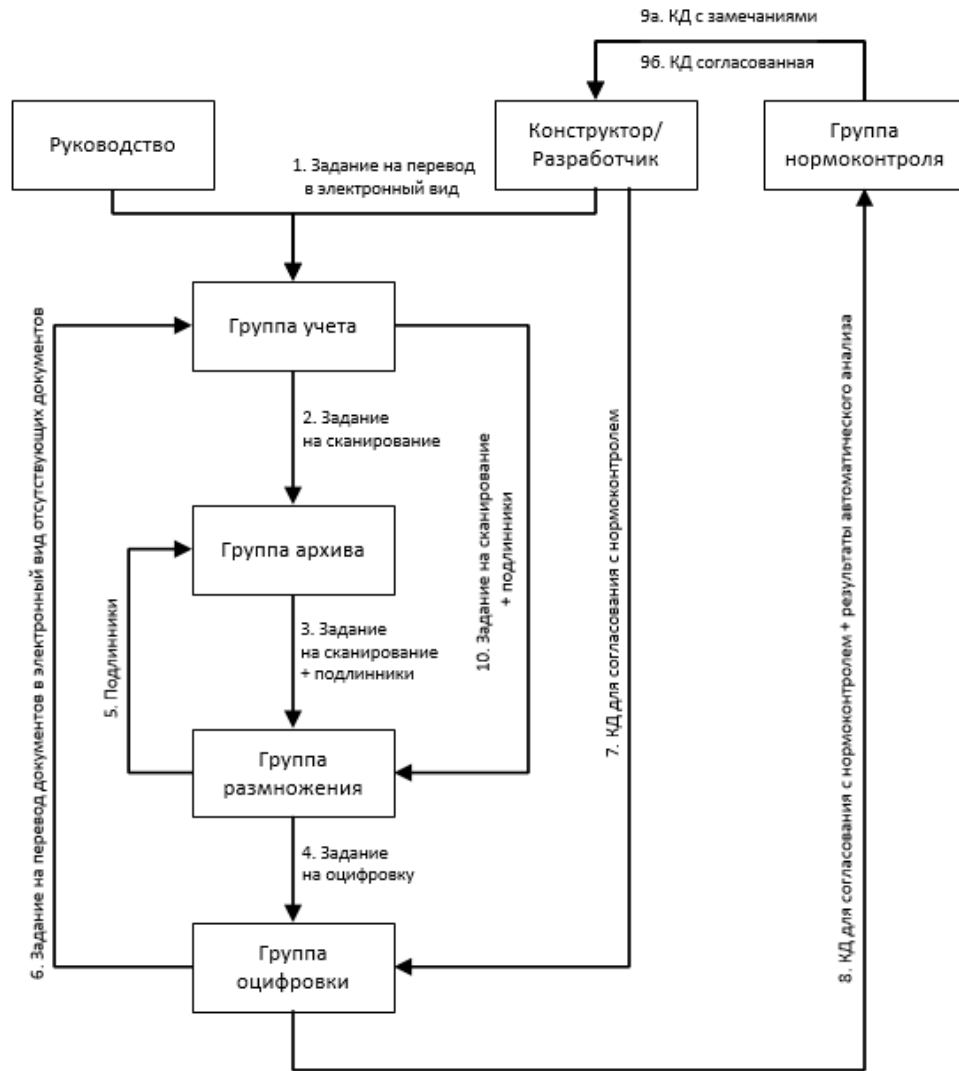 9а. КД с замечаниями
9б. КД согласованная
Руководство
Конструктор/
Разработчик
Группа
нормоконтроля
1. Задание на перевод
в электронный вид
Группа учета
2. Задание
на сканирование
Группа архива
3. Задание
на сканирование
+ подлинники
5. Подлинники
10. Задание на сканирование
+ подлинники
Группа
размножения
4. Задание
на оцифровку
Группа
оцифровки
6. Задание на перевод документов в электронный вид отсутствующих документов
7. КД для согласования с нормоконтролем
8. КД для согласования с нормоконтролем + результаты автоматического анализа